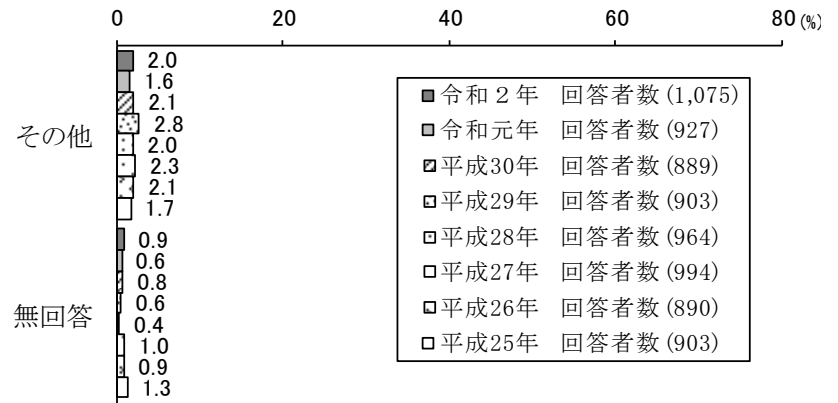 0 20 40 60 80 (%)
その他
2.0
1.6
2.1
2.8
2.0
2.3
2.1
1.7
無回答
0.9
0.6
0.8
0.6
0.4
1.0
0.9
1.3
令和２年 回答者数(1,075)
令和元年 回答者数(927)
平成30年 回答者数(889)
平成29年 回答者数(903)
平成28年 回答者数(964)
平成27年 回答者数(994)
平成26年 回答者数(890)
平成25年 回答者数(903)